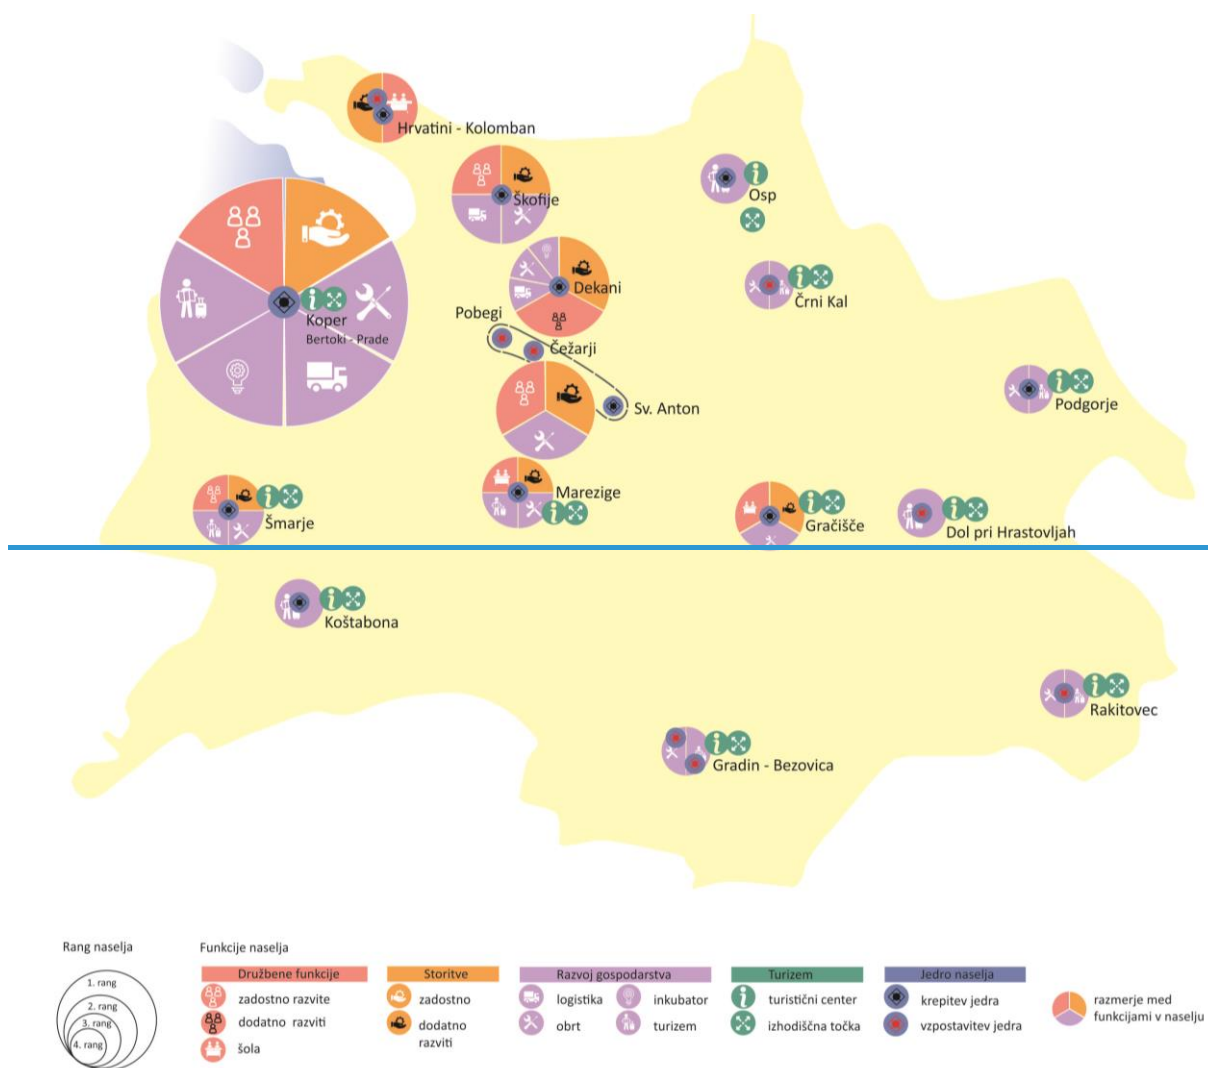 Hrvatini - Kolomban
Škofije
Osp
Dekani
Črni Kal
Koper
Bertoki - Prade
Pobegi
Čežarji
Sv. Anton
Podgorje
Marezige
Šmarje
Gračišče
Dol pri Hrastovljah
Koštabona
Rakitovec
Gradin - Bezovica
Rang naselja
1. rang
2. rang
3. rang
4. rang
Funkcije naselja
Družbene funkcije
zadostno razvite
dodatno razviti
šola
Storitve
zadostno
dodatno
razviti
Razvoj gospodarstva
logistika
inkubator
obrt
turizem
Turizem
turistični center
izhodiščna točka
Jedro naselja
krepitev jedra
vzpostavitev jedra
razmerje med
funkcijami v naselju